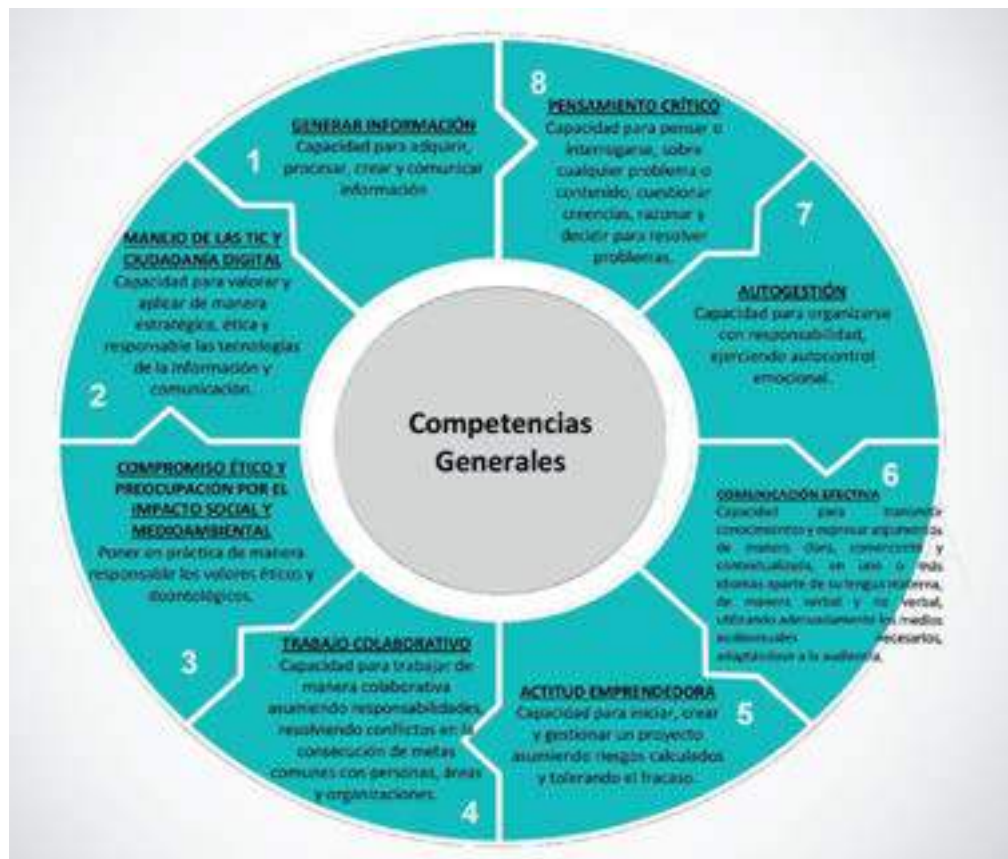 1
GENERAR INFORMACIÓN
Capacidad para adquirir,
procesar, crear y comunicar
información
2
MANEJO DE LAS TIC Y
CIUDADANÍA DIGITAL
Capacidad para valorar y
aplicar de manera
estratégica, ética y
responsable las tecnologías
de la información y
comunicación.
3
COMPROMISO ÉTICO Y
PREOCUPACIÓN POR EL
IMPACTO SOCIAL Y
MEDIOAMBIENTAL
Poner en práctica de manera
responsable los valores éticos y
deontológicos.
4
TRABAJO COLABORATIVO
Capacidad para trabajar de
manera colaborativa
asumiendo responsabilidades,
resolviendo conflictos en la
consecución de metas
comunes con personas, áreas
y organizaciones.
5
ACTITUD EMPRENDEDORA
Capacidad para iniciar, crear
y gestionar un proyecto
asumiendo riesgos calculados
y tolerando el fracaso.
6
COMUNICACIÓN EFECTIVA
Capacidad para transmitir
conocimientos y expresar argumentos
de manera clara, convincente y
contextualizada, en uno o más
idiomas aparte de su lengua materna,
de manera verbal y no verbal,
utilizando adecuadamente los medios
audiovisuales necesarios,
adaptándose a la audiencia.
7
AUTOGESTIÓN
Capacidad para organizarse
con responsabilidad,
ejerciendo autocontrol
emocional.
8
PENSAMIENTO CRÍTICO
Capacidad para pensar o
interrogarse, sobre
cualquier problema o
contenido, cuestionar
creencias, razonar y
decidir para resolver
problemas.
Competencias
Generales